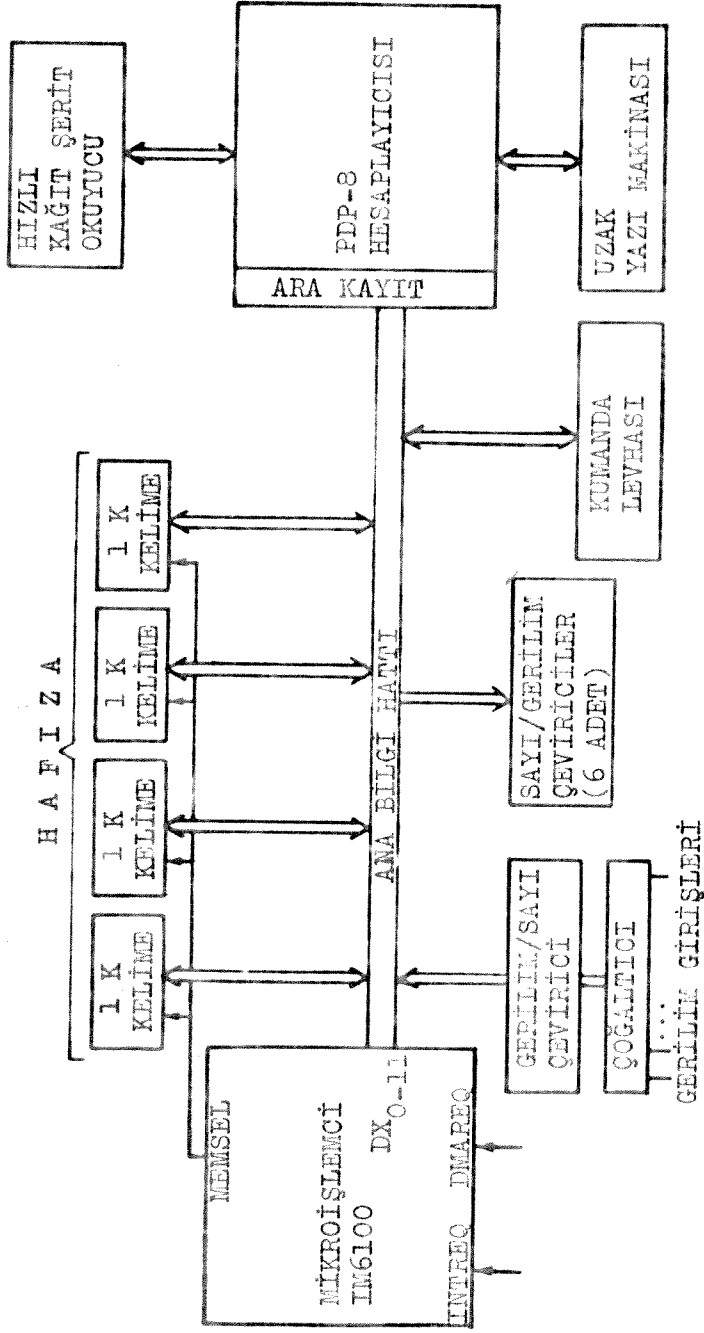 H A F I Z A
1 K
KELİME
1 K
KELİME
1 K
KELİME
1 K
KELİME
HIZLI
KAĞIT ŞERİT
OKUYUCU
MEMSEL
MİKROİŞLEMCİ
IM6100
DX0-11
INTREQ DMAREQ
ANA BİLGİ HATTI
ARA KAYIT
PDP-8
HESAPLAYICISI
GERİLİM/SAYI
ÇEVİRİCİ
ÇOĞALTICI
....
GERİLİM GİRİŞLERİ
SAYI/GERİLİM
ÇEVİRİCİLER
(6 ADET)
KUMANDA
LEVHASI
UZAK
YAZI MAKİNASI